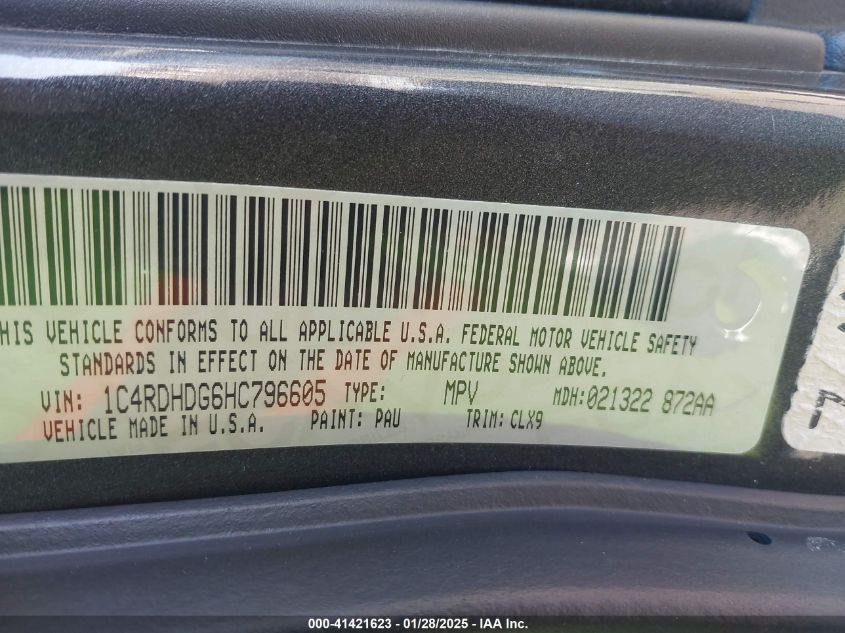 HIS VEHICLE CONFORMS TO ALL APPLICABLE U.S.A. FEDERAL MOTOR VEHICLE SAFETY
STANDARDS IN EFFECT ON THE DATE OF MANUFACTURE SHOWN ABOVE.
VIN: 1C4RDHDG6HC796605 TYPE: MPV MDH:021322 872AA
VEHICLE MADE IN U.S.A. PAINT: PAU TRIM: CLX9
000-41421623 - 01/28/2025 - IAAI Inc.